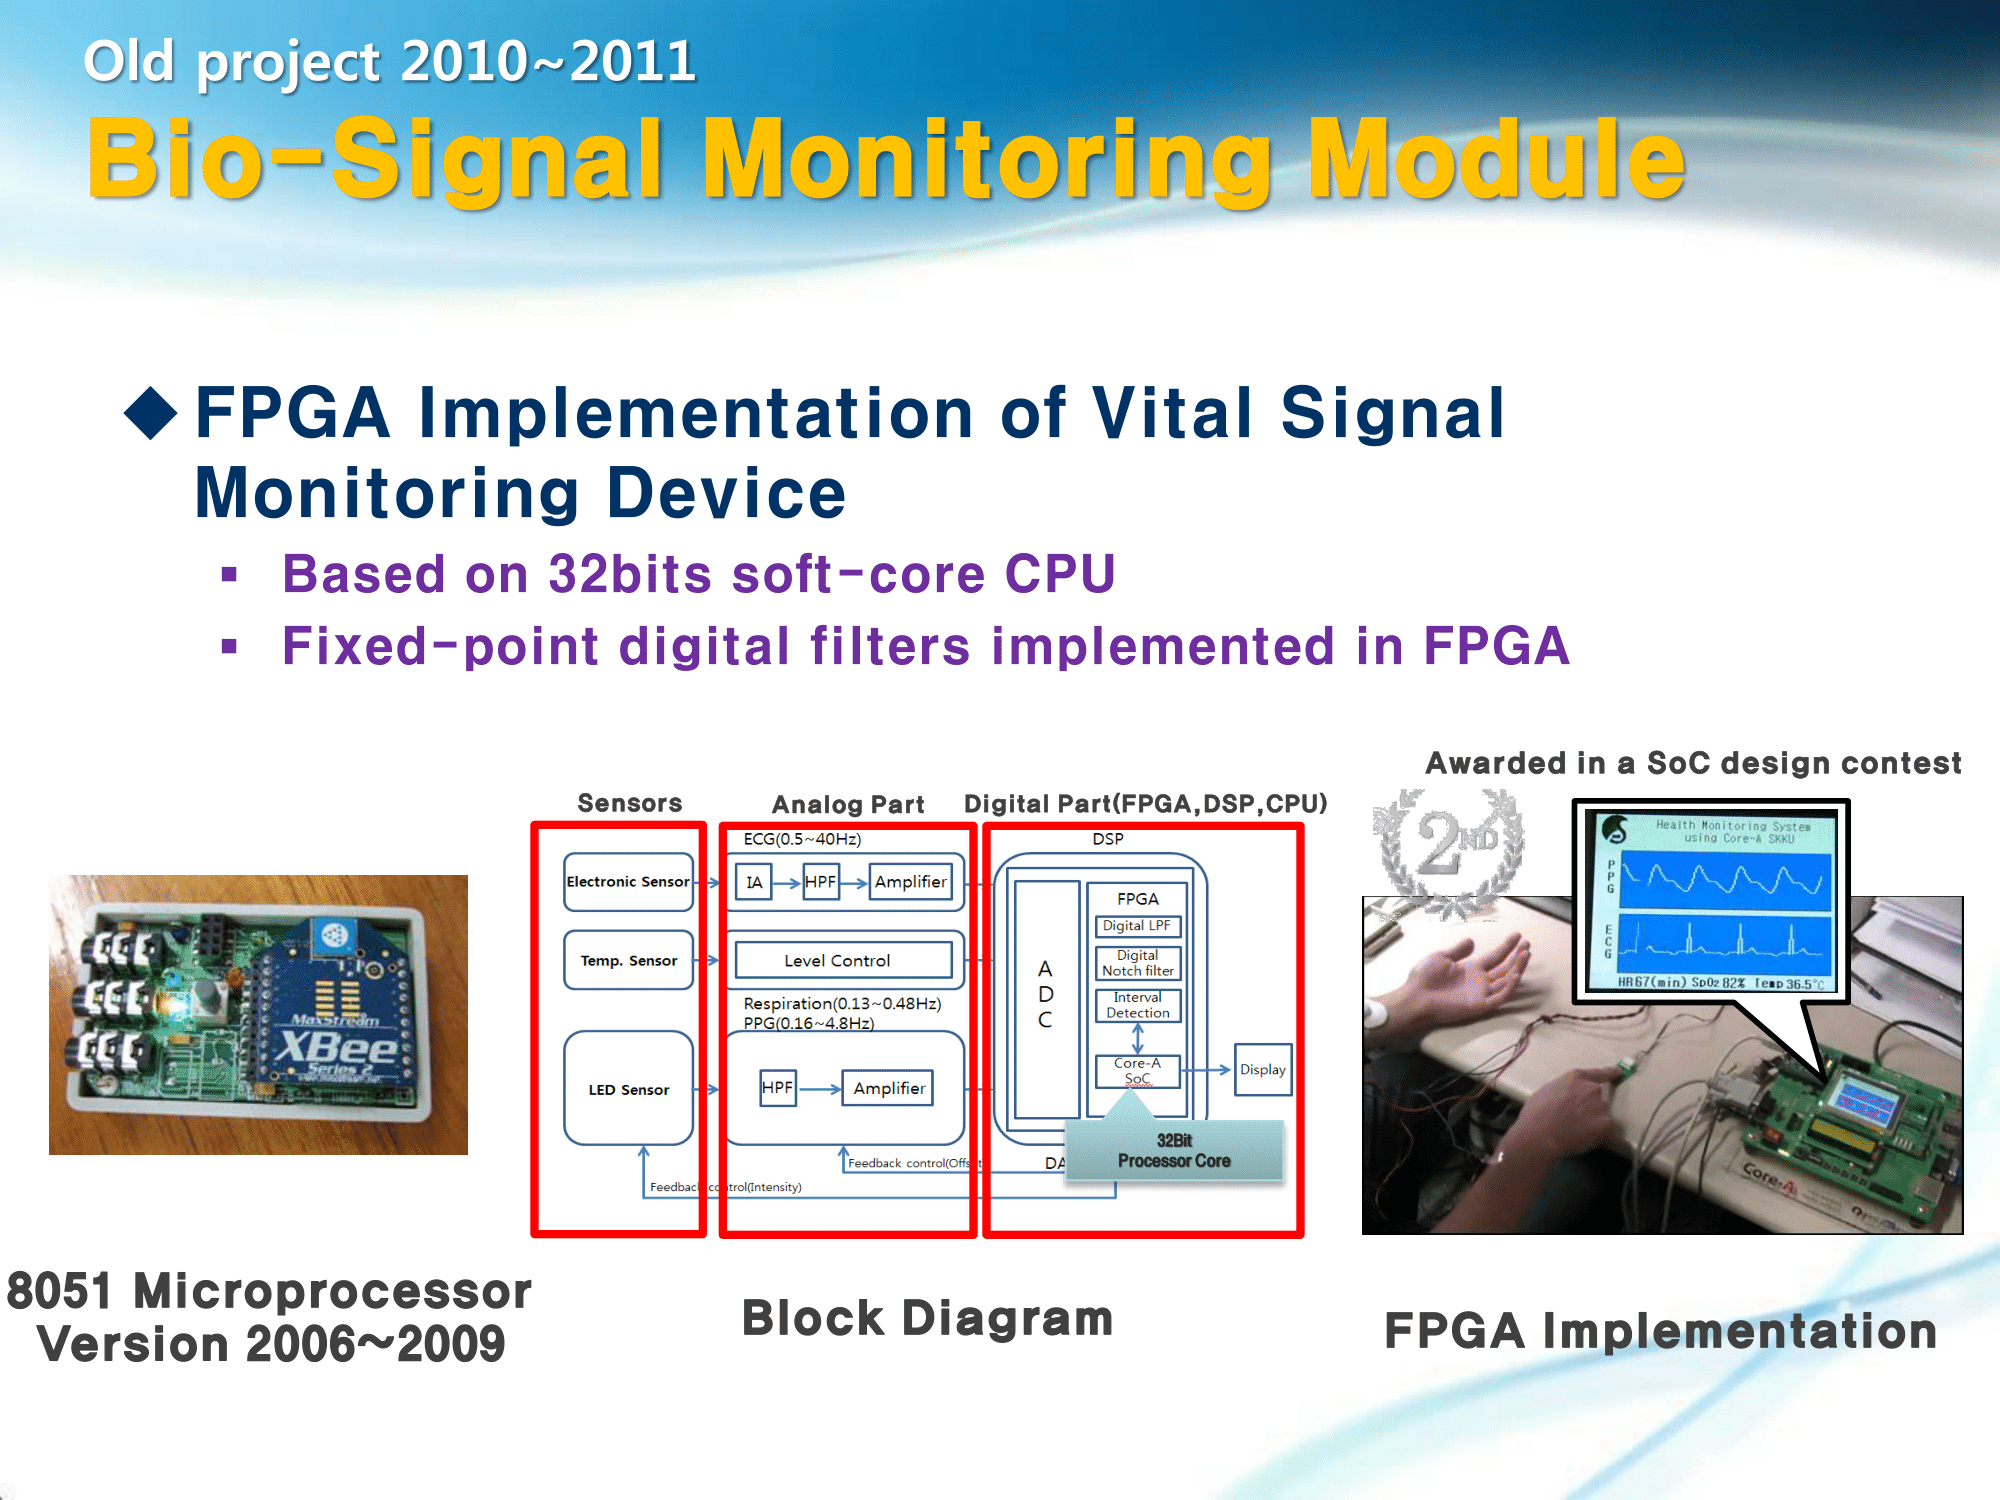 Old project 2010~2011
Bio-Signal Monitoring Module
FPGA Implementation of Vital Signal
Monitoring Device
Based on 32bits soft-core CPU
Fixed-point digital filters implemented in FPGA
Awarded in a SoC design contest
2ND
Sensors
Analog Part
Digital Part(FPGA,DSP,CPU)
ECG(0.5~40Hz)
DSP
Electronic Sensor
IA
HPF
Amplifier
Temp. Sensor
Level Control
Respiration(0.13~0.48Hz)
PPG(0.16~4.8Hz)
LED Sensor
HPF
Amplifier
ADC
FPGA
Digital LPF
Digital
Notch filter
Interval
Detection
Core-A
SoC
Display
32Bit
Processor Core
DA
Feedback control(Offset
Feedback control(Intensity)
MaxStream
XBee
Series 2
Health Monitoring System
using Core-A SKKU
PPG
ECG
HR67(min) SpO2 82% Temp 36.5°C
Core-A
8051 Microprocessor
Version 2006~2009
Block Diagram
FPGA Implementation